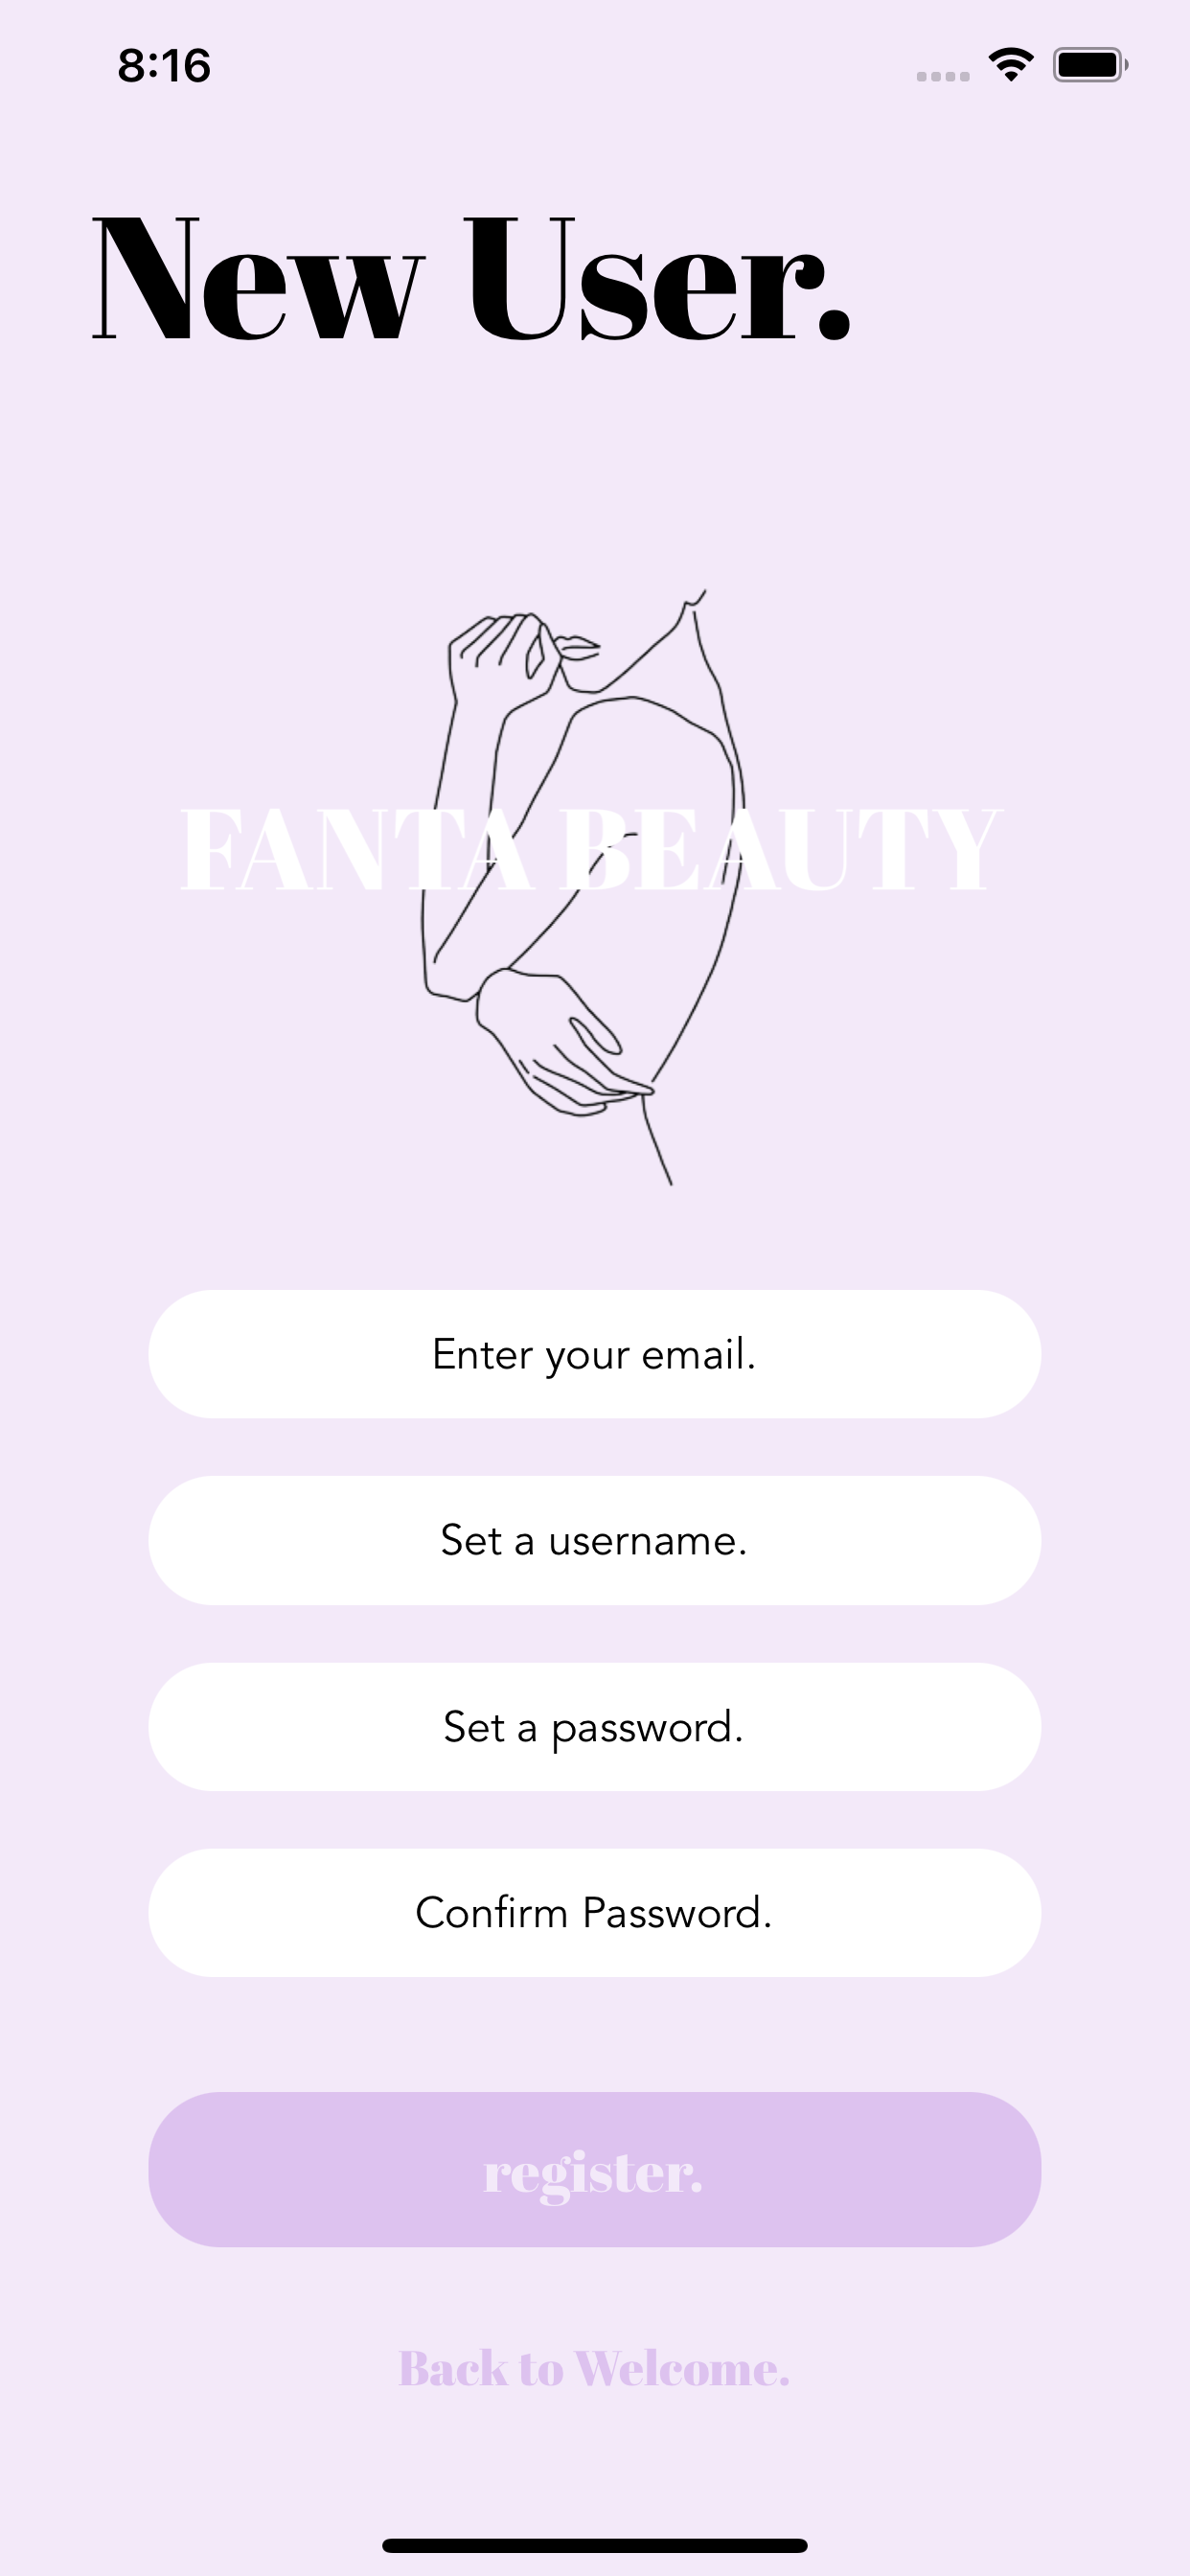 8:16
New User.
FANTA BEAUTY
Enter your email.
Set a username.
Set a password.
Confirm Password.
register.
Back to Welcome.